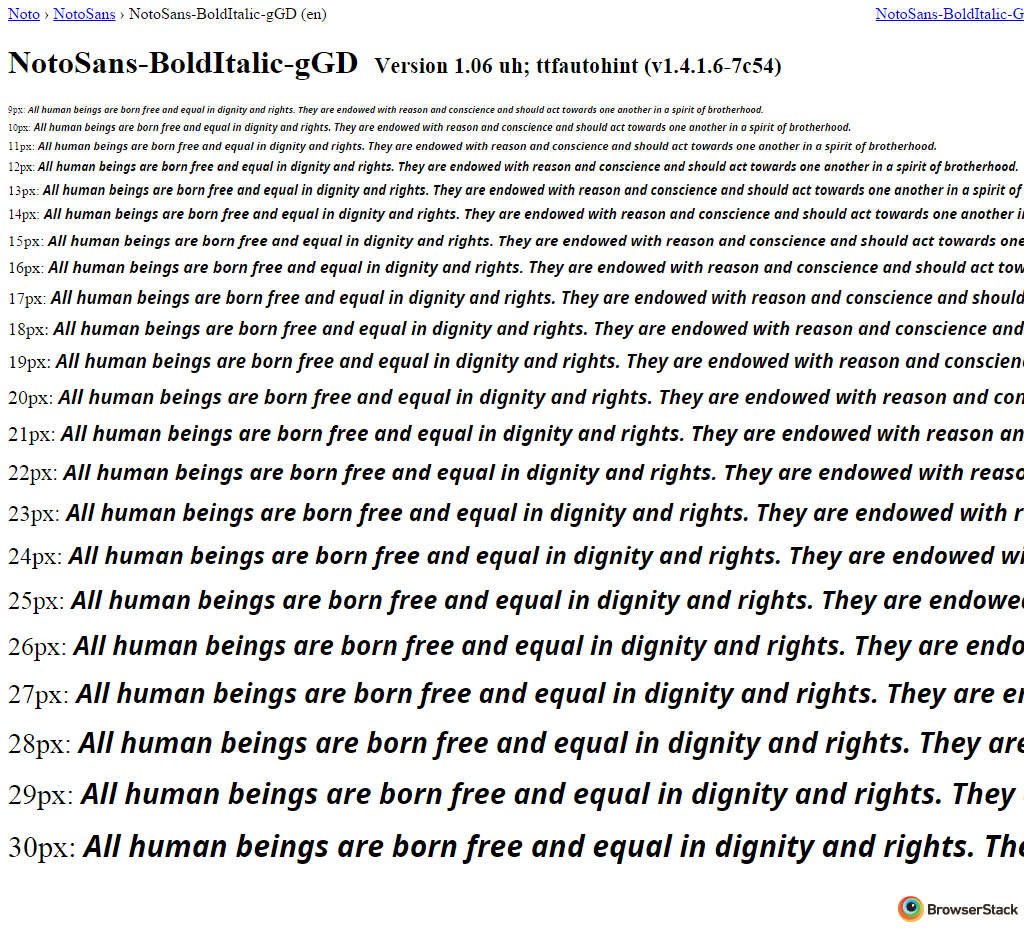 Noto › NotoSans › NotoSans-BoldItalic-gGD (en) NotoSans-BoldItalic-G
NotoSans-BoldItalic-gGD Version 1.06 uh; ttfautohint (v1.4.1.6-7c54)
9px: All human beings are born free and equal in dignity and rights. They are endowed with reason and conscience and should act towards one another in a spirit of brotherhood.
10px: All human beings are born free and equal in dignity and rights. They are endowed with reason and conscience and should act towards one another in a spirit of brotherhood.
11px: All human beings are born free and equal in dignity and rights. They are endowed with reason and conscience and should act towards one another in a spirit of brotherhood.
12px: All human beings are born free and equal in dignity and rights. They are endowed with reason and conscience and should act towards one another in a spirit of brotherhood.
13px: All human beings are born free and equal in dignity and rights. They are endowed with reason and conscience and should act towards one another in a spirit of
14px: All human beings are born free and equal in dignity and rights. They are endowed with reason and conscience and should act towards one another i
15px: All human beings are born free and equal in dignity and rights. They are endowed with reason and conscience and should act towards one
16px: All human beings are born free and equal in dignity and rights. They are endowed with reason and conscience and should act tow
17px: All human beings are born free and equal in dignity and rights. They are endowed with reason and conscience and should
18px: All human beings are born free and equal in dignity and rights. They are endowed with reason and conscience and
19px: All human beings are born free and equal in dignity and rights. They are endowed with reason and conscien
20px: All human beings are born free and equal in dignity and rights. They are endowed with reason and con
21px: All human beings are born free and equal in dignity and rights. They are endowed with reason an
22px: All human beings are born free and equal in dignity and rights. They are endowed with reaso
23px: All human beings are born free and equal in dignity and rights. They are endowed with r
24px: All human beings are born free and equal in dignity and rights. They are endowed wi
25px: All human beings are born free and equal in dignity and rights. They are endowe
26px: All human beings are born free and equal in dignity and rights. They are endo
27px: All human beings are born free and equal in dignity and rights. They are en
28px: All human beings are born free and equal in dignity and rights. They are
29px: All human beings are born free and equal in dignity and rights. They
30px: All human beings are born free and equal in dignity and rights. The
BrowserStack